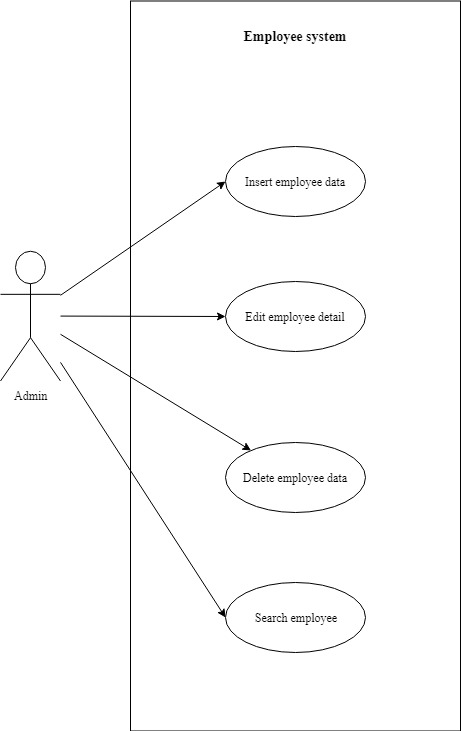 Employee system
Insert employee data
Edit employee detail
Admin
Delete employee data
Search employee